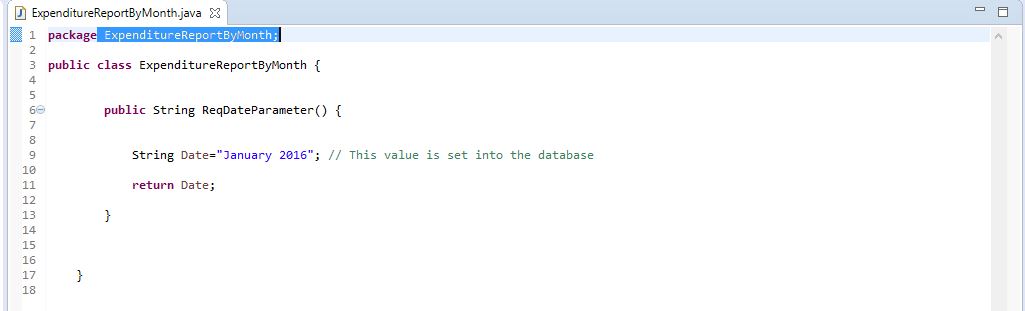 ExpenditureReportByMonth.java
1 package ExpenditureReportByMonth;
2
3 public class ExpenditureReportByMonth {
4
5
6 public String ReqDateParameter() {
7
8
9 String Date="January 2016"; // This value is set into the database
10
11 return Date;
12
13 }
14
15
16
17 }
18